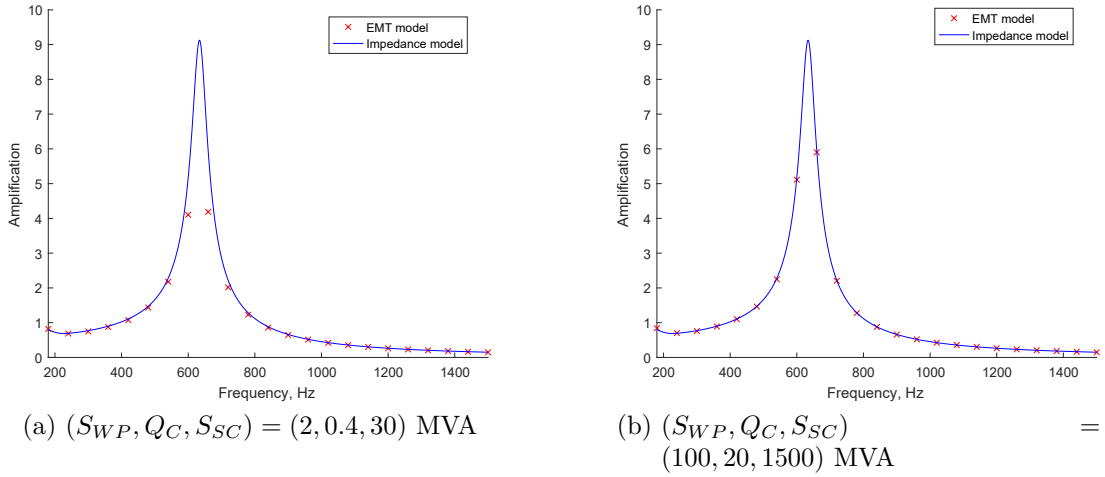 10
9
8
7
6
5
4
3
2
1
0
Amplification
200 400 600 800 1000 1200 1400
Frequency, Hz
EMT model
Impedance model
(a) (S_{WP}, Q_C, S_{SC}) = (2, 0.4, 30) MVA
10
9
8
7
6
5
4
3
2
1
0
Amplification
200 400 600 800 1000 1200 1400
Frequency, Hz
EMT model
Impedance model
(b) (S_{WP}, Q_C, S_{SC}) =
(100, 20, 1500) MVA